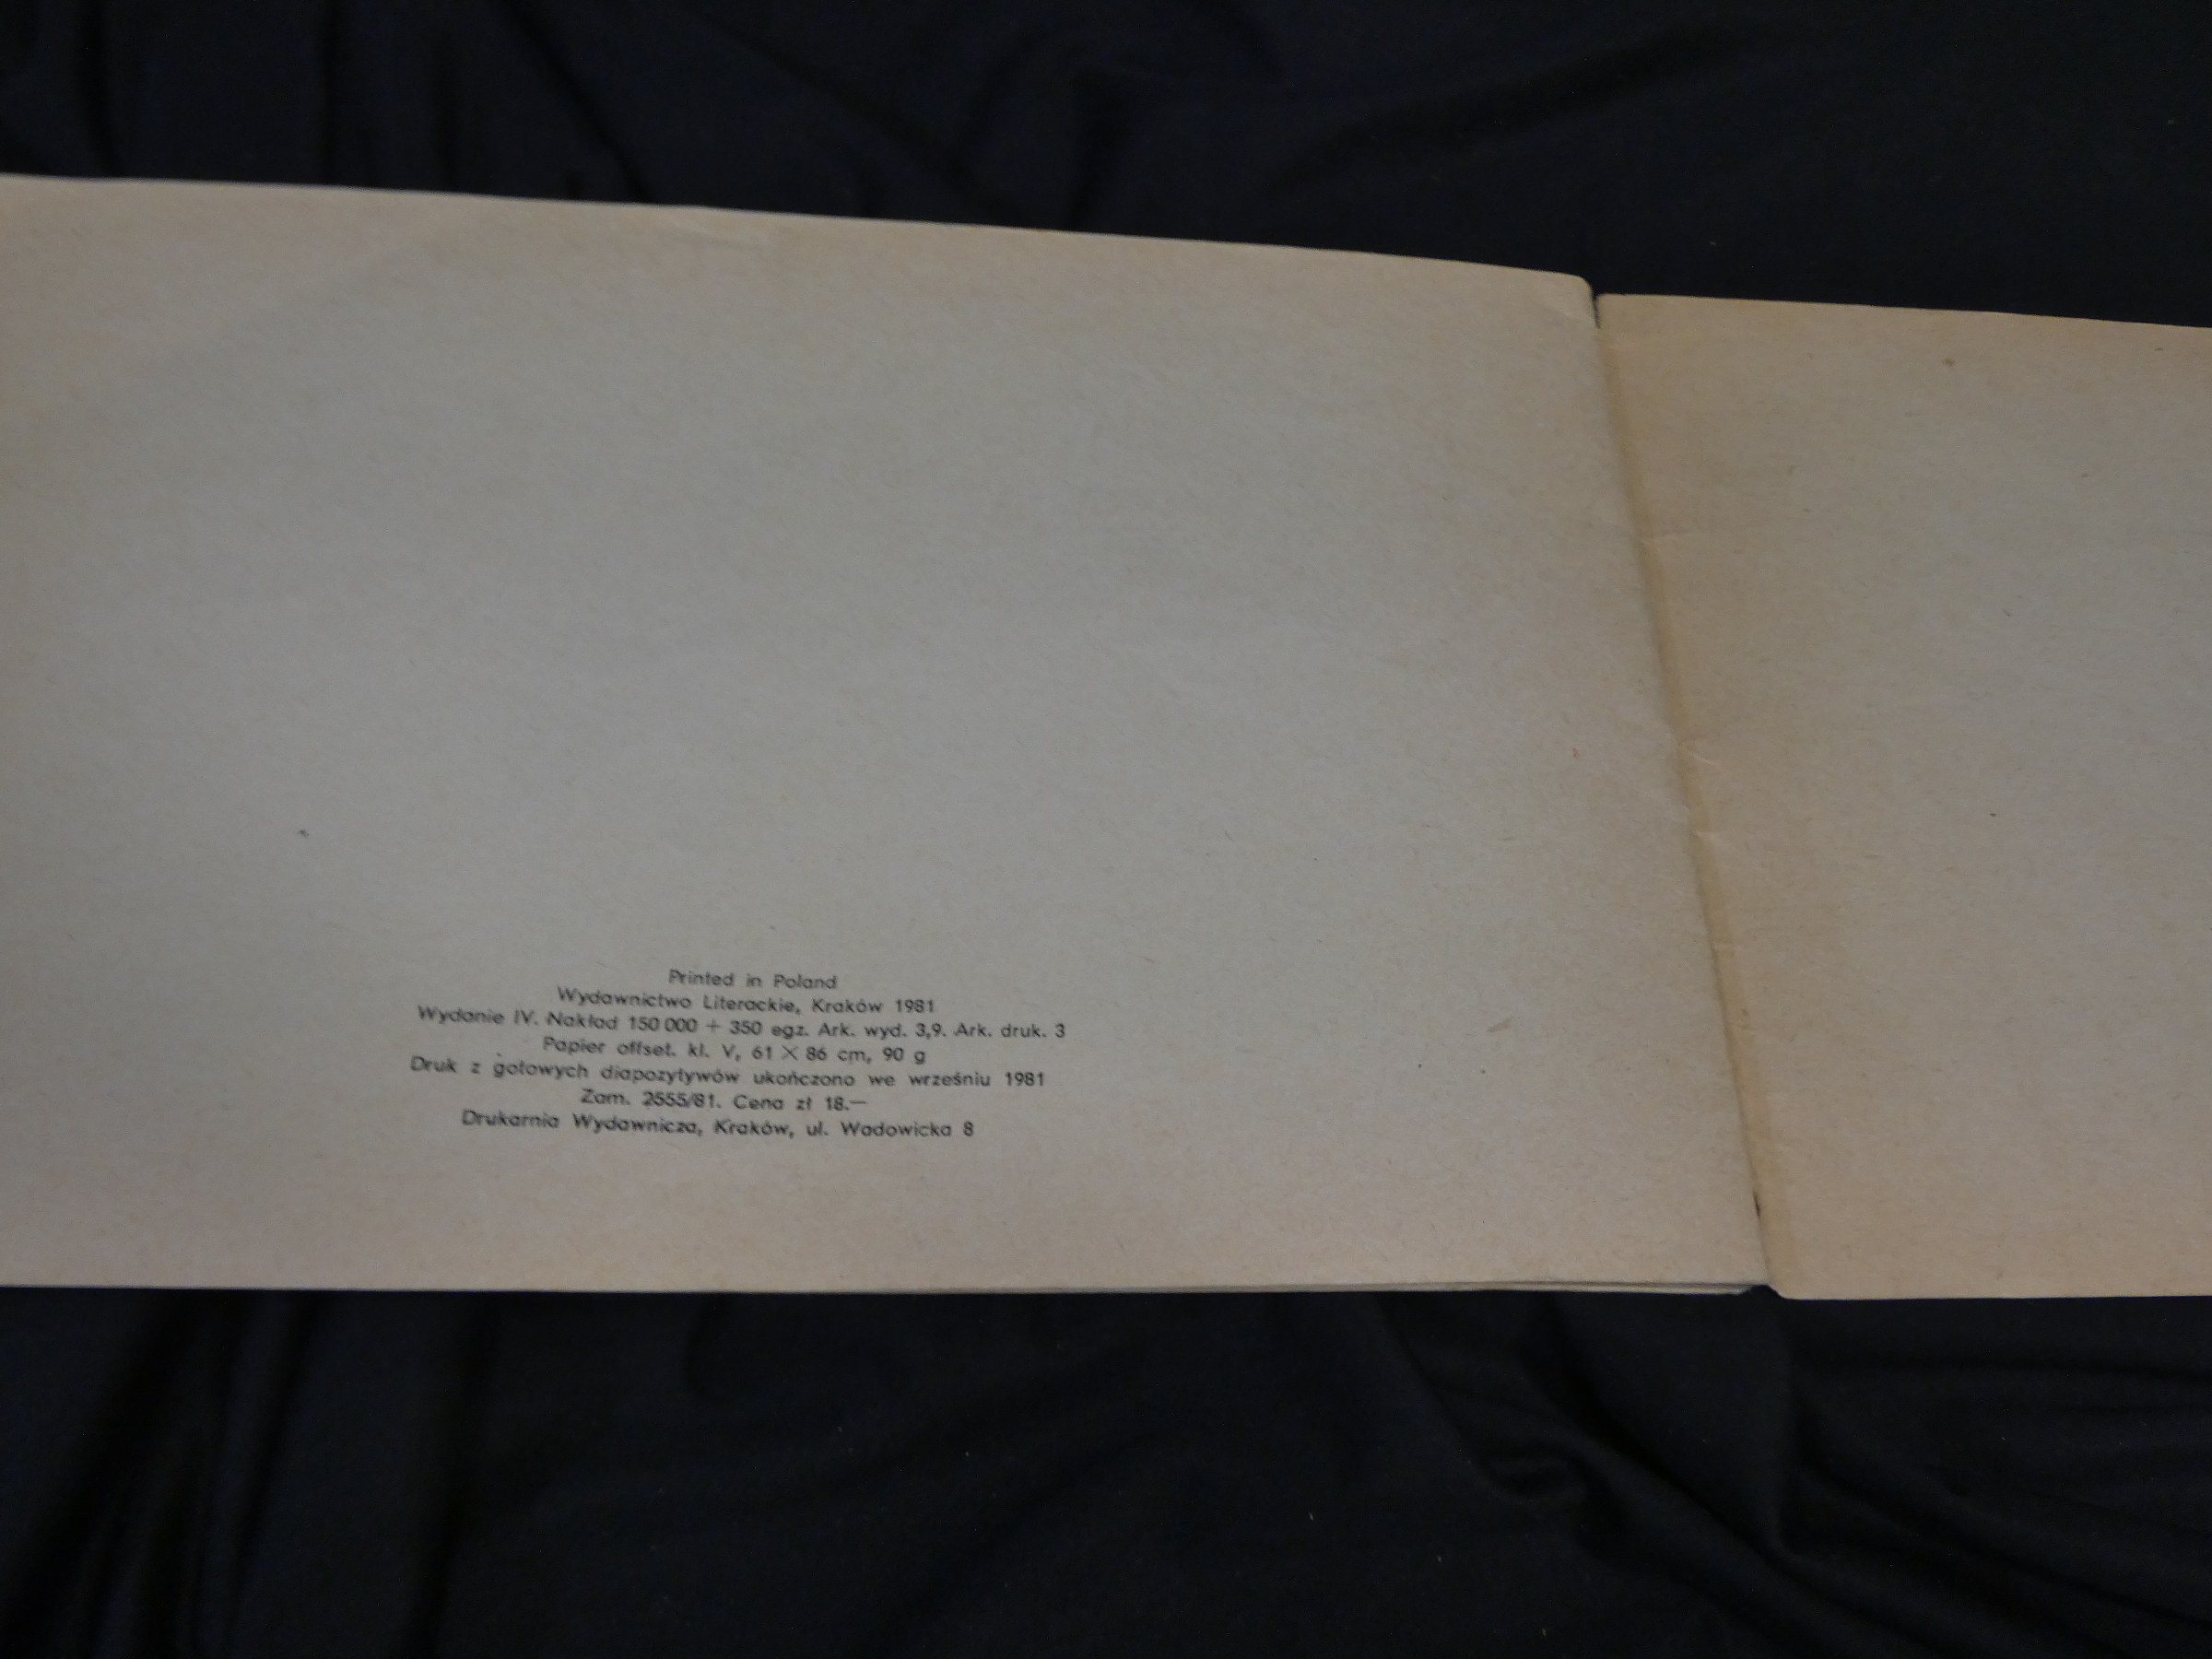 Printed in Poland
Wydawnictwo Literackie, Kraków 1981
Wydanie IV. Nakład 150 000 + 350 egz. Ark. wyd. 3,9. Ark. druk. 3
Papier offset. kl. V, 61 × 86 cm, 90 g
Druk z gotowych diapozytywów ukończono we wrześniu 1981
Zam. 2555/81. Cena zł 18.—
Drukarnia Wydawnicza, Kraków, ul. Wadowicka 8